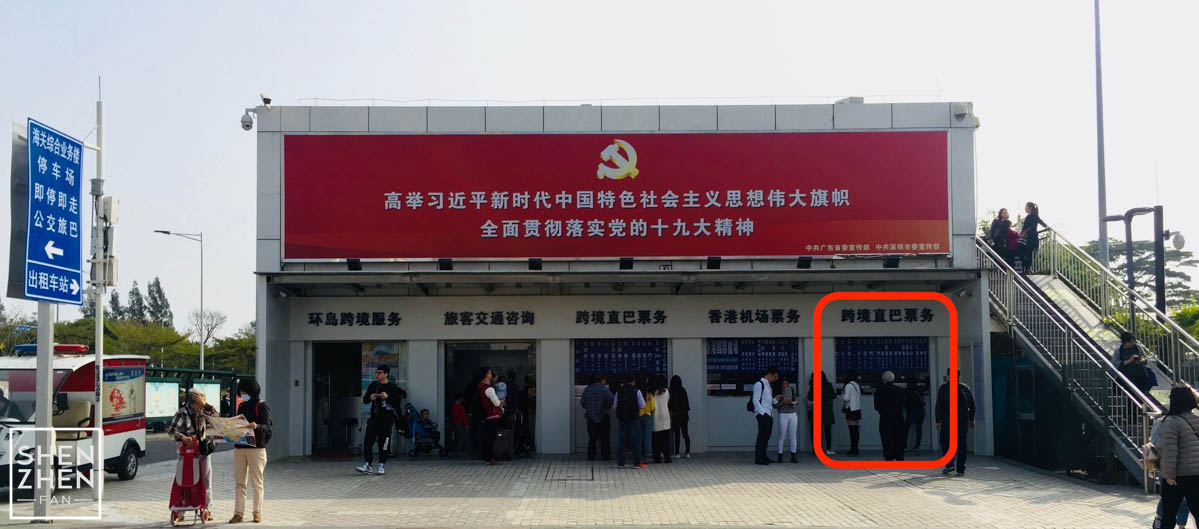 海关综合业务楼
停车场
即停即走
公交旅巴
出租车站
高举习近平新时代中国特色社会主义思想伟大旗帜
全面贯彻落实党的十九大精神
中共广东省委宣传部 中共深圳市委宣传部
环岛跨境服务
旅客交通咨询
跨境直巴票务
香港机场票务
跨境直巴票务
SHEN
ZHEN
FAN